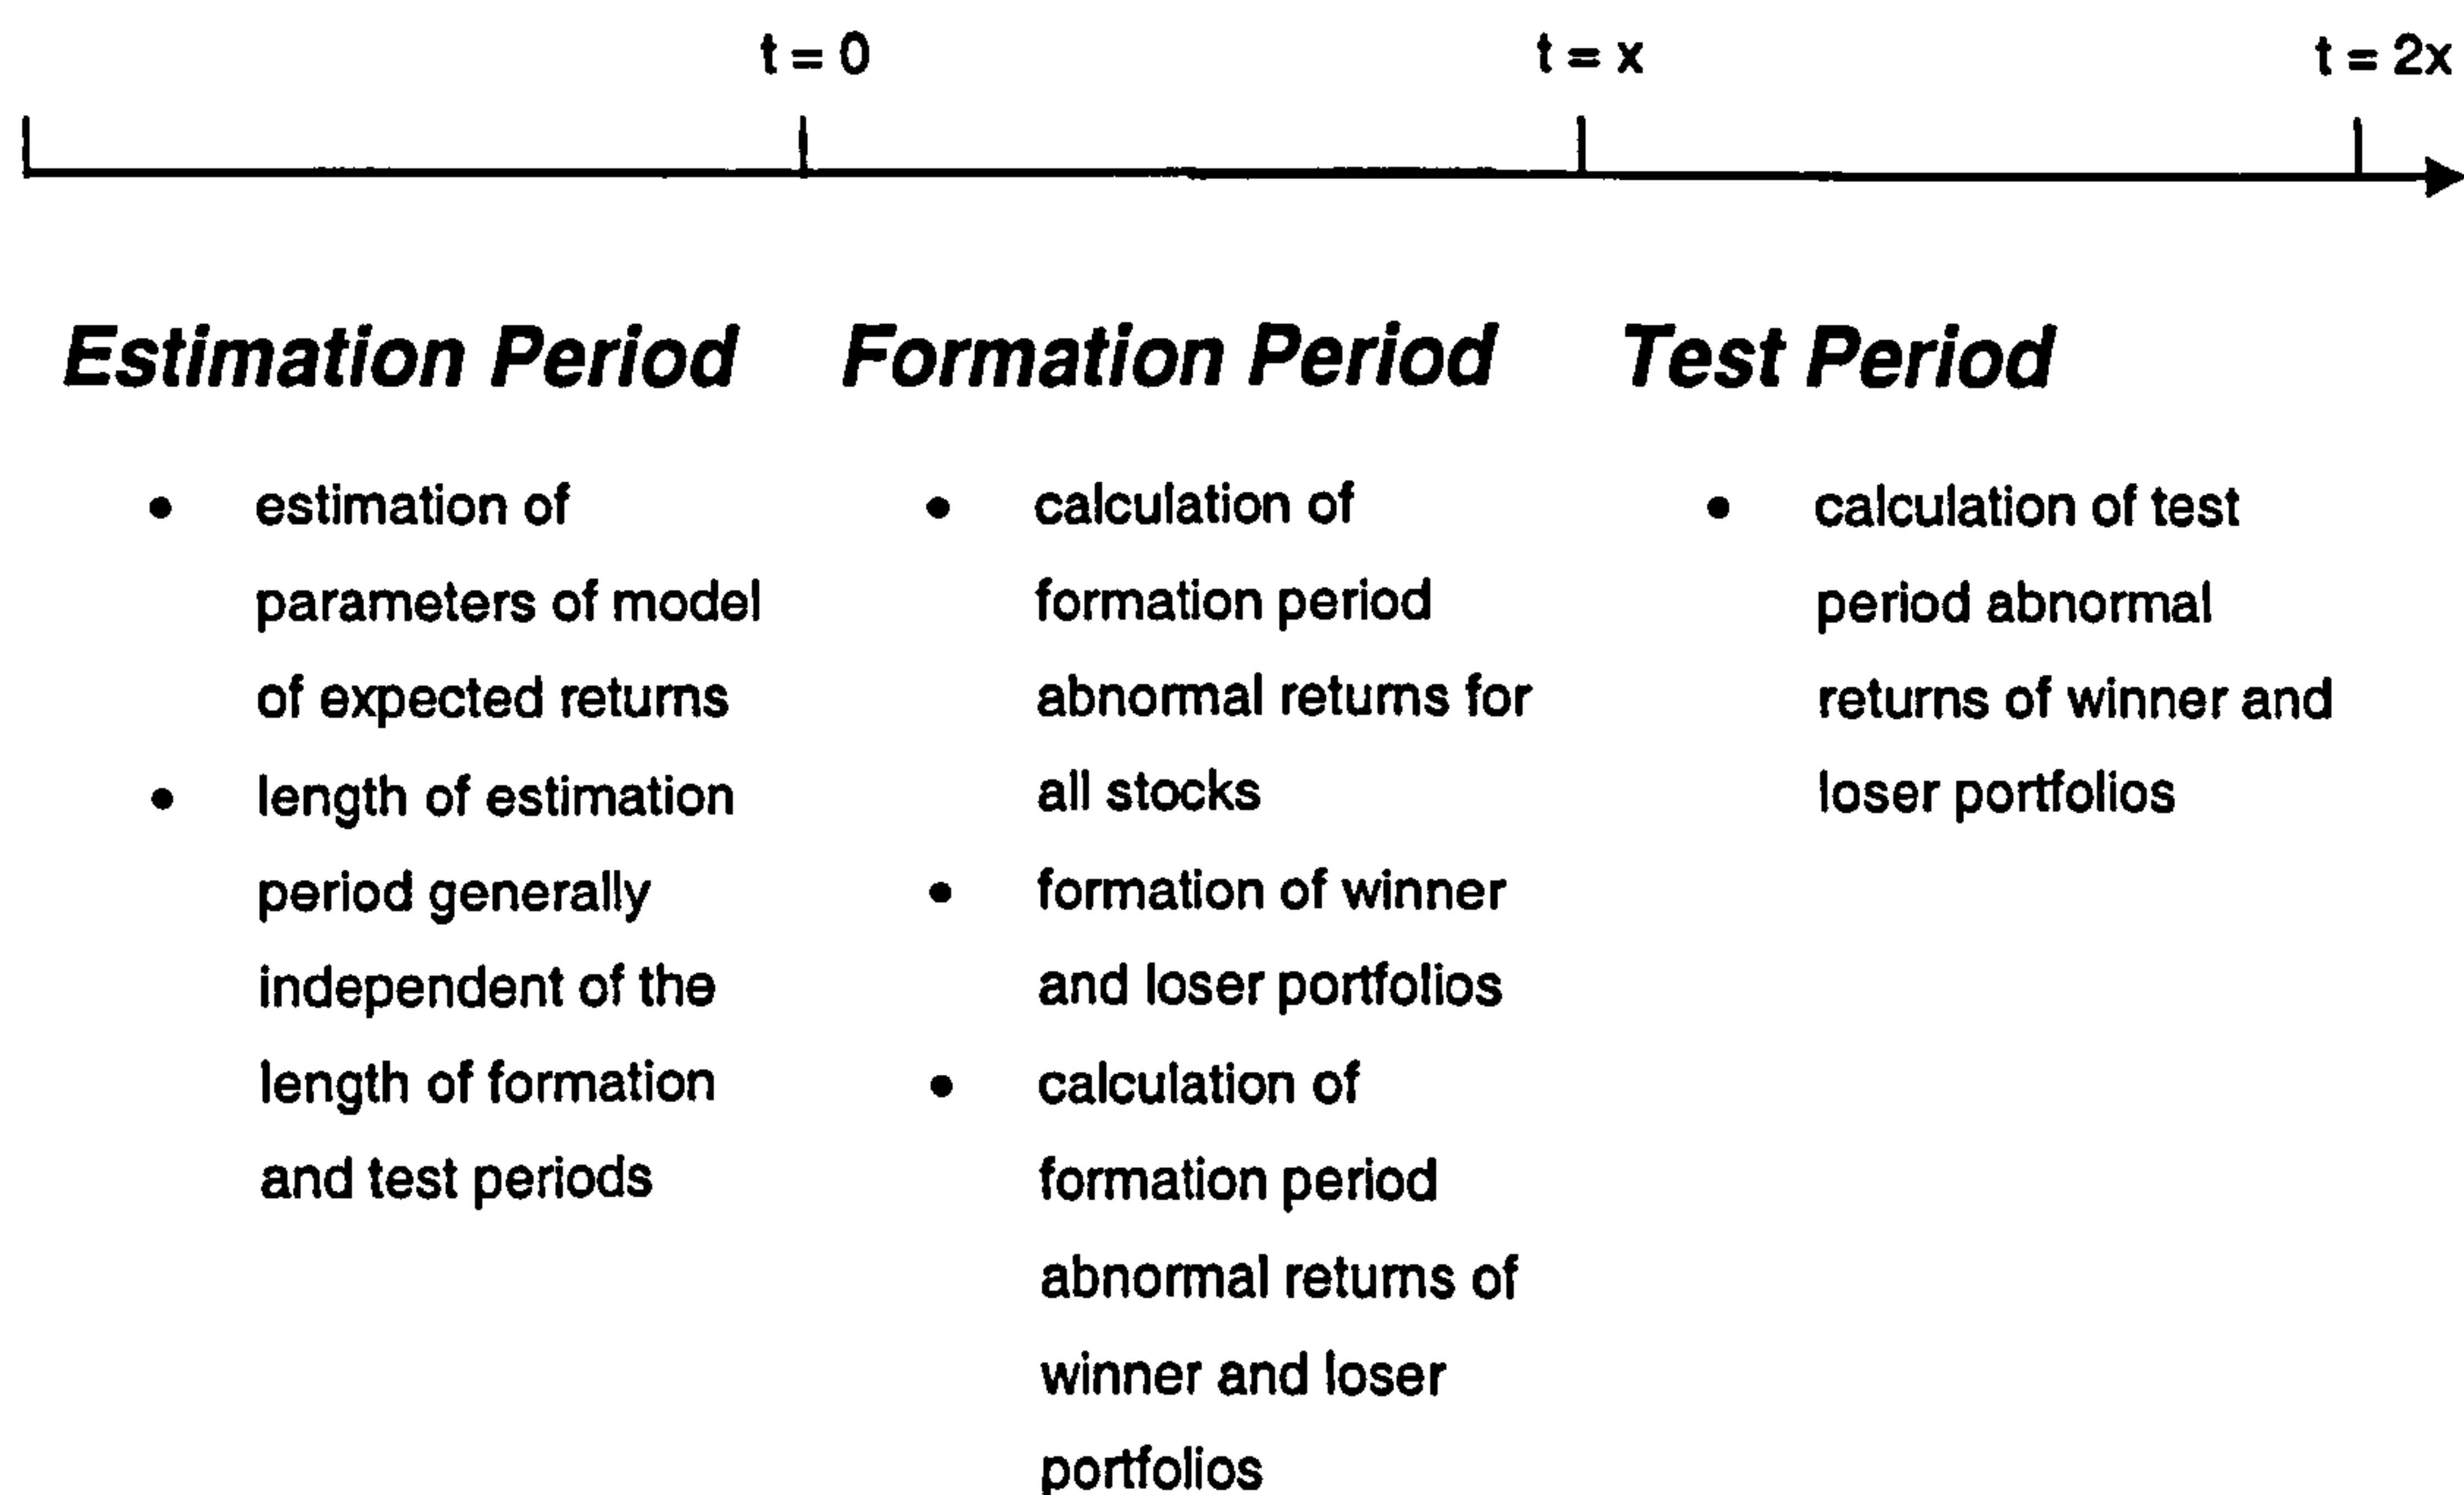 t = 0
t = x
t = 2x
Estimation Period
• estimation of
parameters of model
of expected returns
• length of estimation
period generally
independent of the
length of formation
and test periods
Formation Period
• calculation of
formation period
abnormal returns for
all stocks
• formation of winner
and loser portfolios
• calculation of
formation period
abnormal returns of
winner and loser
portfolios
Test Period
• calculation of test
period abnormal
returns of winner and
loser portfolios